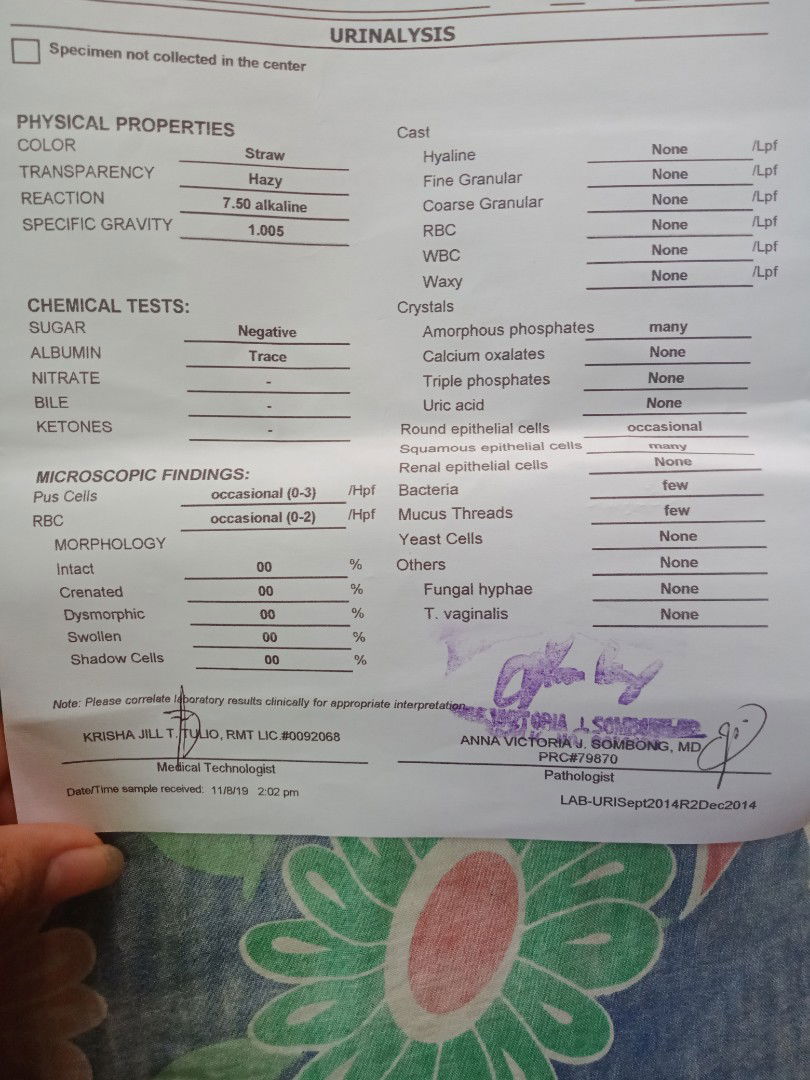 URINALYSIS
Specimen not collected in the center
PHYSICAL PROPERTIES
COLOR Straw
TRANSPARENCY Hazy
REACTION 7.50 alkaline
SPECIFIC GRAVITY 1.005
CHEMICAL TESTS:
SUGAR Negative
ALBUMIN Trace
NITRATE -
BILE -
KETONES -
MICROSCOPIC FINDINGS:
Pus Cells occasional (0-3) /Hpf
RBC occasional (0-2) /Hpf
MORPHOLOGY
Intact 00 %
Crenated 00 %
Dysmorphic 00 %
Swollen 00 %
Shadow Cells 00 %
Cast
Hyaline None /Lpf
Fine Granular None /Lpf
Coarse Granular None /Lpf
RBC None /Lpf
WBC None /Lpf
Waxy None /Lpf
Crystals
Amorphous phosphates many
Calcium oxalates None
Triple phosphates None
Uric acid None
Round epithelial cells occasional
Squamous epithelial cells many
Renal epithelial cells None
Bacteria few
Mucus Threads few
Yeast Cells None
Others None
Fungal hyphae None
T. vaginalis None
Note: Please correlate laboratory results clinically for appropriate interpretation
KRISHA JILL T. TULIO, RMT LIC.#0092068
Medical Technologist
Date/Time sample received: 11/8/19 2:02 pm
ANNA VICTORIA J. SOMBONG, MD
PRC#79870
Pathologist
LAB-URISept2014R2Dec2014